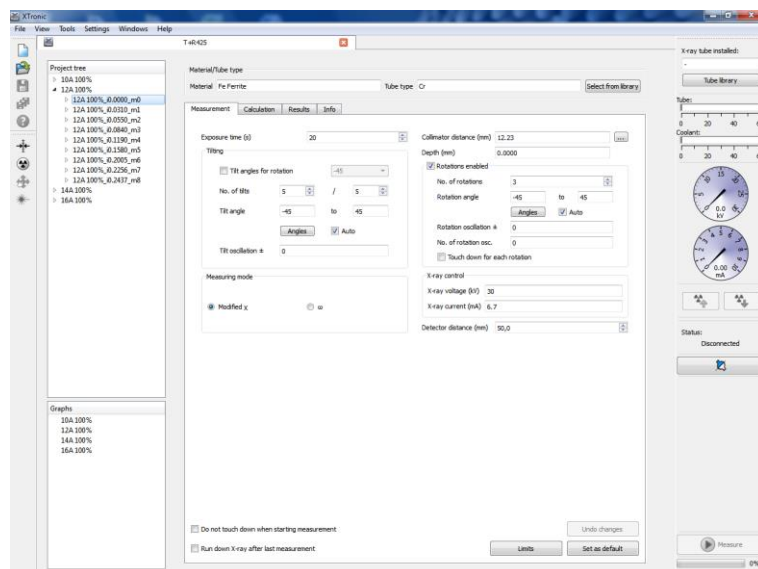 XTronic
File View Tools Settings Windows Help
T+R425
X-ray tube installed:
-
Tube library
Tube:
0 20 40
Coolant:
0 20 40
0.0
kV
0.00
mA
Status:
Disconnected
Measure
0%
Project tree
10A 100%
12A 100%
12A 100%_i0.0000_m0
12A 100%_i0.0310_m1
12A 100%_i0.0550_m2
12A 100%_i0.0840_m3
12A 100%_i0.1190_m4
12A 100%_i0.1580_m5
12A 100%_i0.2005_m6
12A 100%_i0.2256_m7
12A 100%_i0.2437_m8
14A 100%
16A 100%
Graphs
10A 100%
12A 100%
14A 100%
16A 100%
Material/Tube type
Material Fe Ferrite Tube type Cr Select from library
Measurement Calculation Results Info
Exposure time (s) 20
Tilting
Tilt angles for rotation -45
No. of tilts 5 / 5
Tilt angle -45 to 45
Angles Auto
Tilt oscillation ± 0
Measuring mode
Modified χ ω
Collimator distance (mm) 12.23 ...
Depth (mm) 0.0000
Rotations enabled
No. of rotations 3
Rotation angle -45 to 45
Angles Auto
Rotation oscillation ± 0
No. of rotation osc. 0
Touch down for each rotation
X-ray control
X-ray voltage (kV) 30
X-ray current (mA) 6.7
Detector distance (mm) 50,0
Do not touch down when starting measurement Undo changes
Run down X-ray after last measurement Limits Set as default